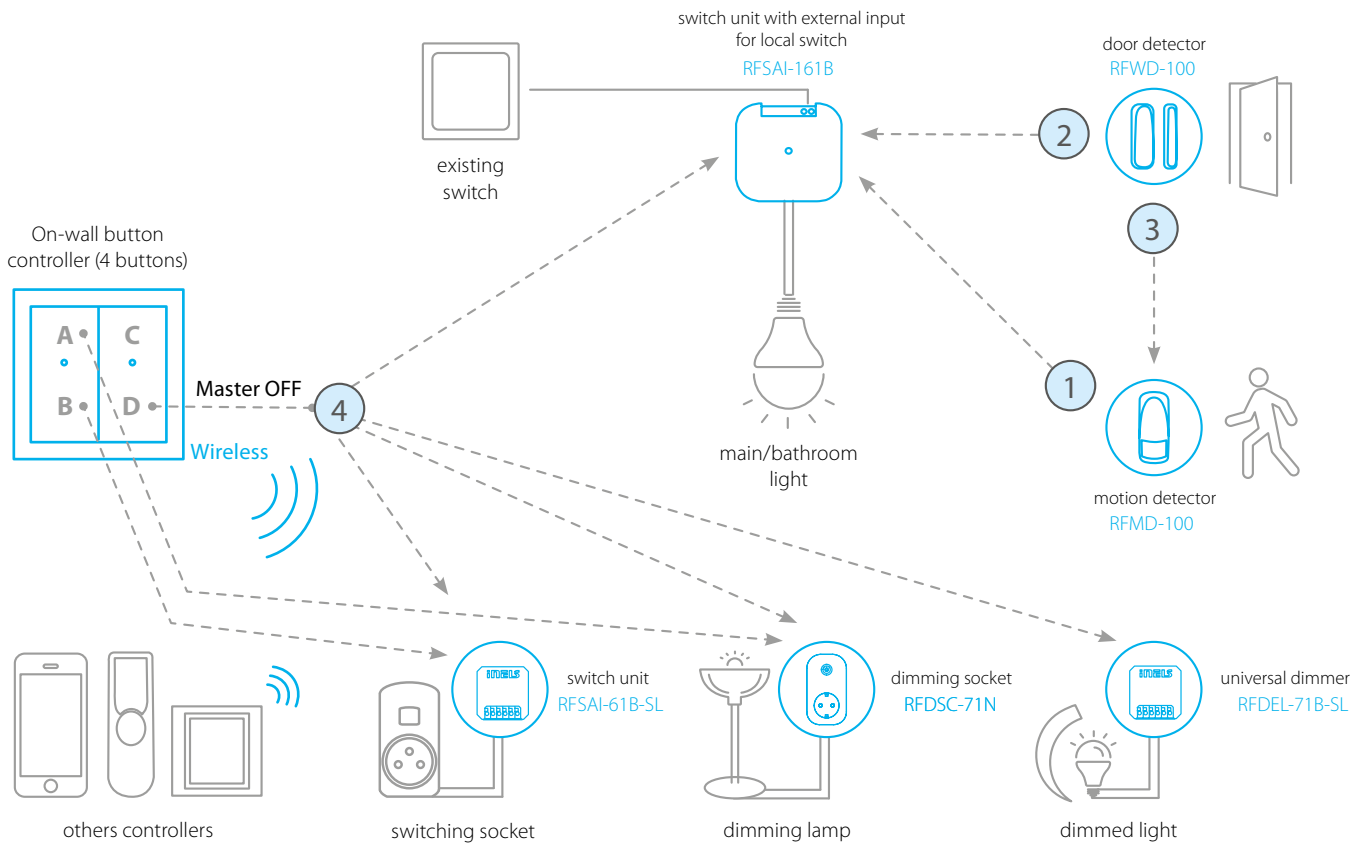 switch unit with external input
for local switch
RFSAI-161B
door detector
RFWD-100
2
existing
switch
3
On-wall button
controller (4 buttons)
A
C
B
D
Master OFF
4
Wireless
1
main/bathroom
light
motion detector
RFMD-100
inels
switch unit
RFSAI-61B-SL
dimming socket
RFDSC-71N
inels
universal dimmer
RFDEL-71B-SL
others controllers
switching socket
dimming lamp
dimmed light